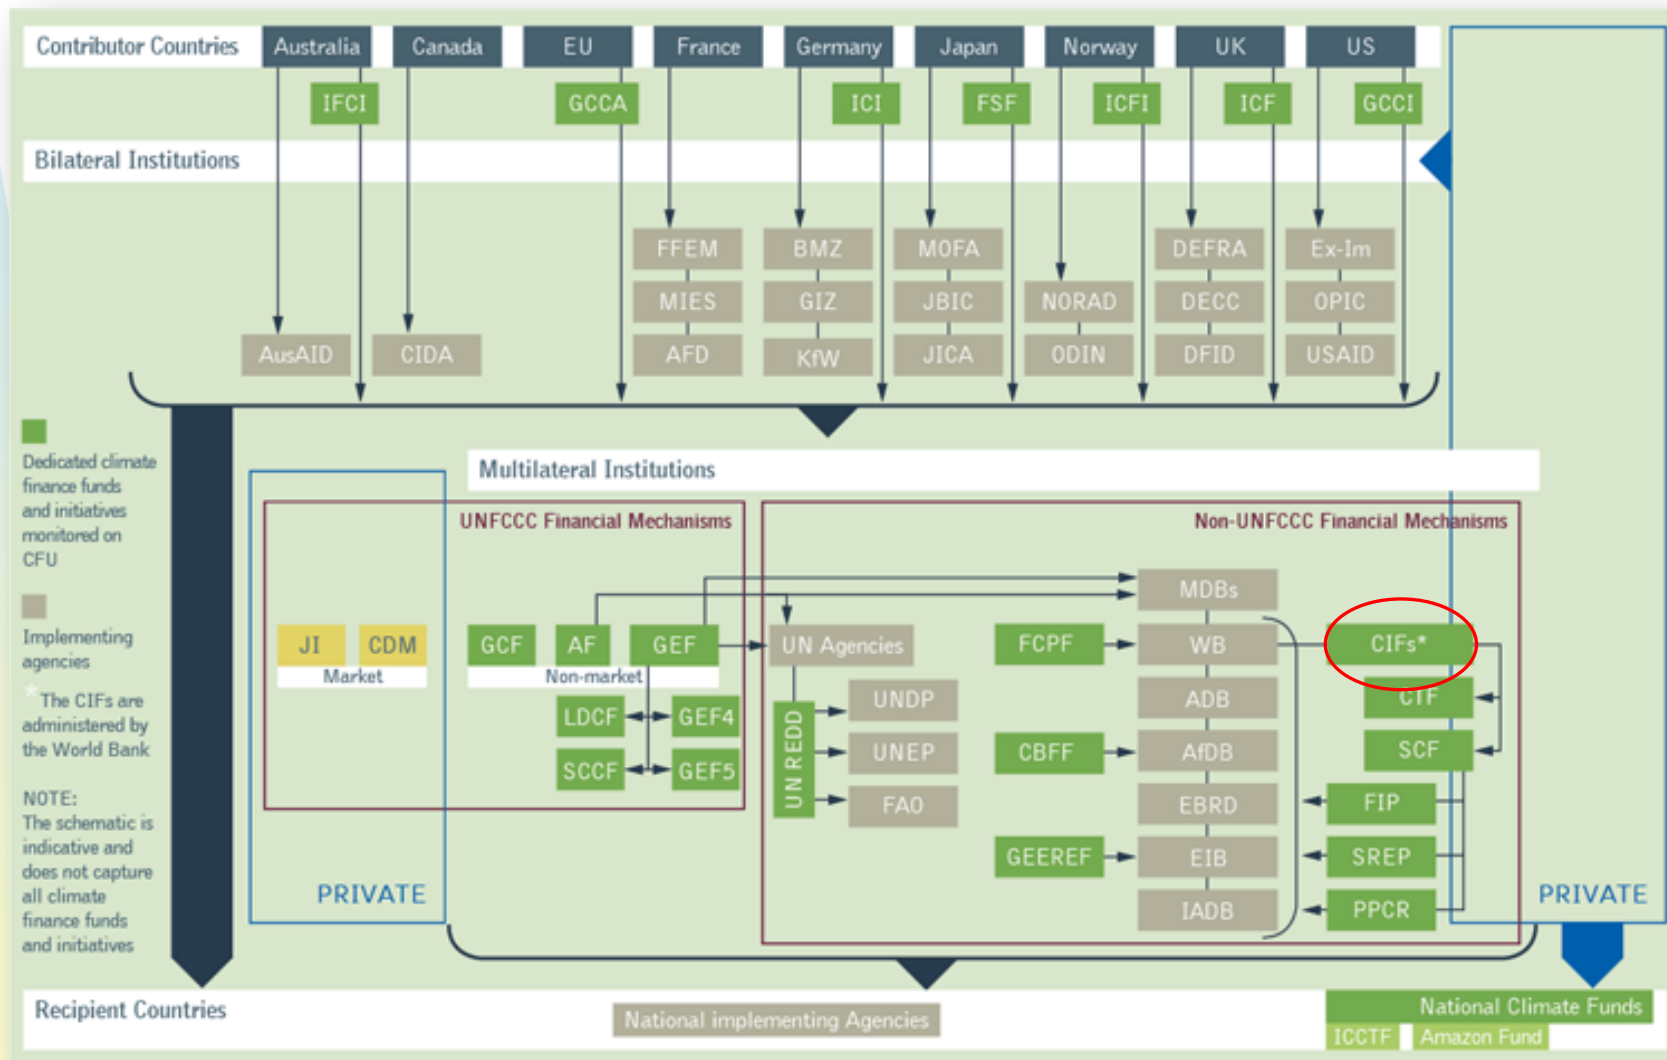 Contributor Countries
Australia
Canada
EU
France
Germany
Japan
Norway
UK
US
IFCI
GCCA
ICI
FSF
ICFI
ICF
GCCI
Bilateral Institutions
FFEM
BMZ
MOFA
DEFRA
Ex-Im
MIES
GIZ
JBIC
NORAD
DECC
OPIC
AusAID
CIDA
AFD
KfW
JICA
ODIN
DFID
USAID
Dedicated climate
finance funds
and initiatives
monitored on
CFU
Implementing
agencies
*The CIFs are
administered by
the World Bank
NOTE:
The schematic is
indicative and
does not capture
all climate
finance funds
and initiatives
Multilateral Institutions
UNFCCC Financial Mechanisms
Non-UNFCCC Financial Mechanisms
JI
CDM
Market
GCF
AF
GEF
Non-market
LDCF
GEF4
SCCF
GEF5
PRIVATE
UN Agencies
UN REDD
UNDP
UNEP
FAO
FCPF
CBFF
GEEREF
MDBs
WB
ADB
AfDB
EBRD
EIB
IADB
CIFs*
CTF
SCF
FIP
SREP
PPCR
PRIVATE
Recipient Countries
National implementing Agencies
National Climate Funds
ICCTF
Amazon Fund